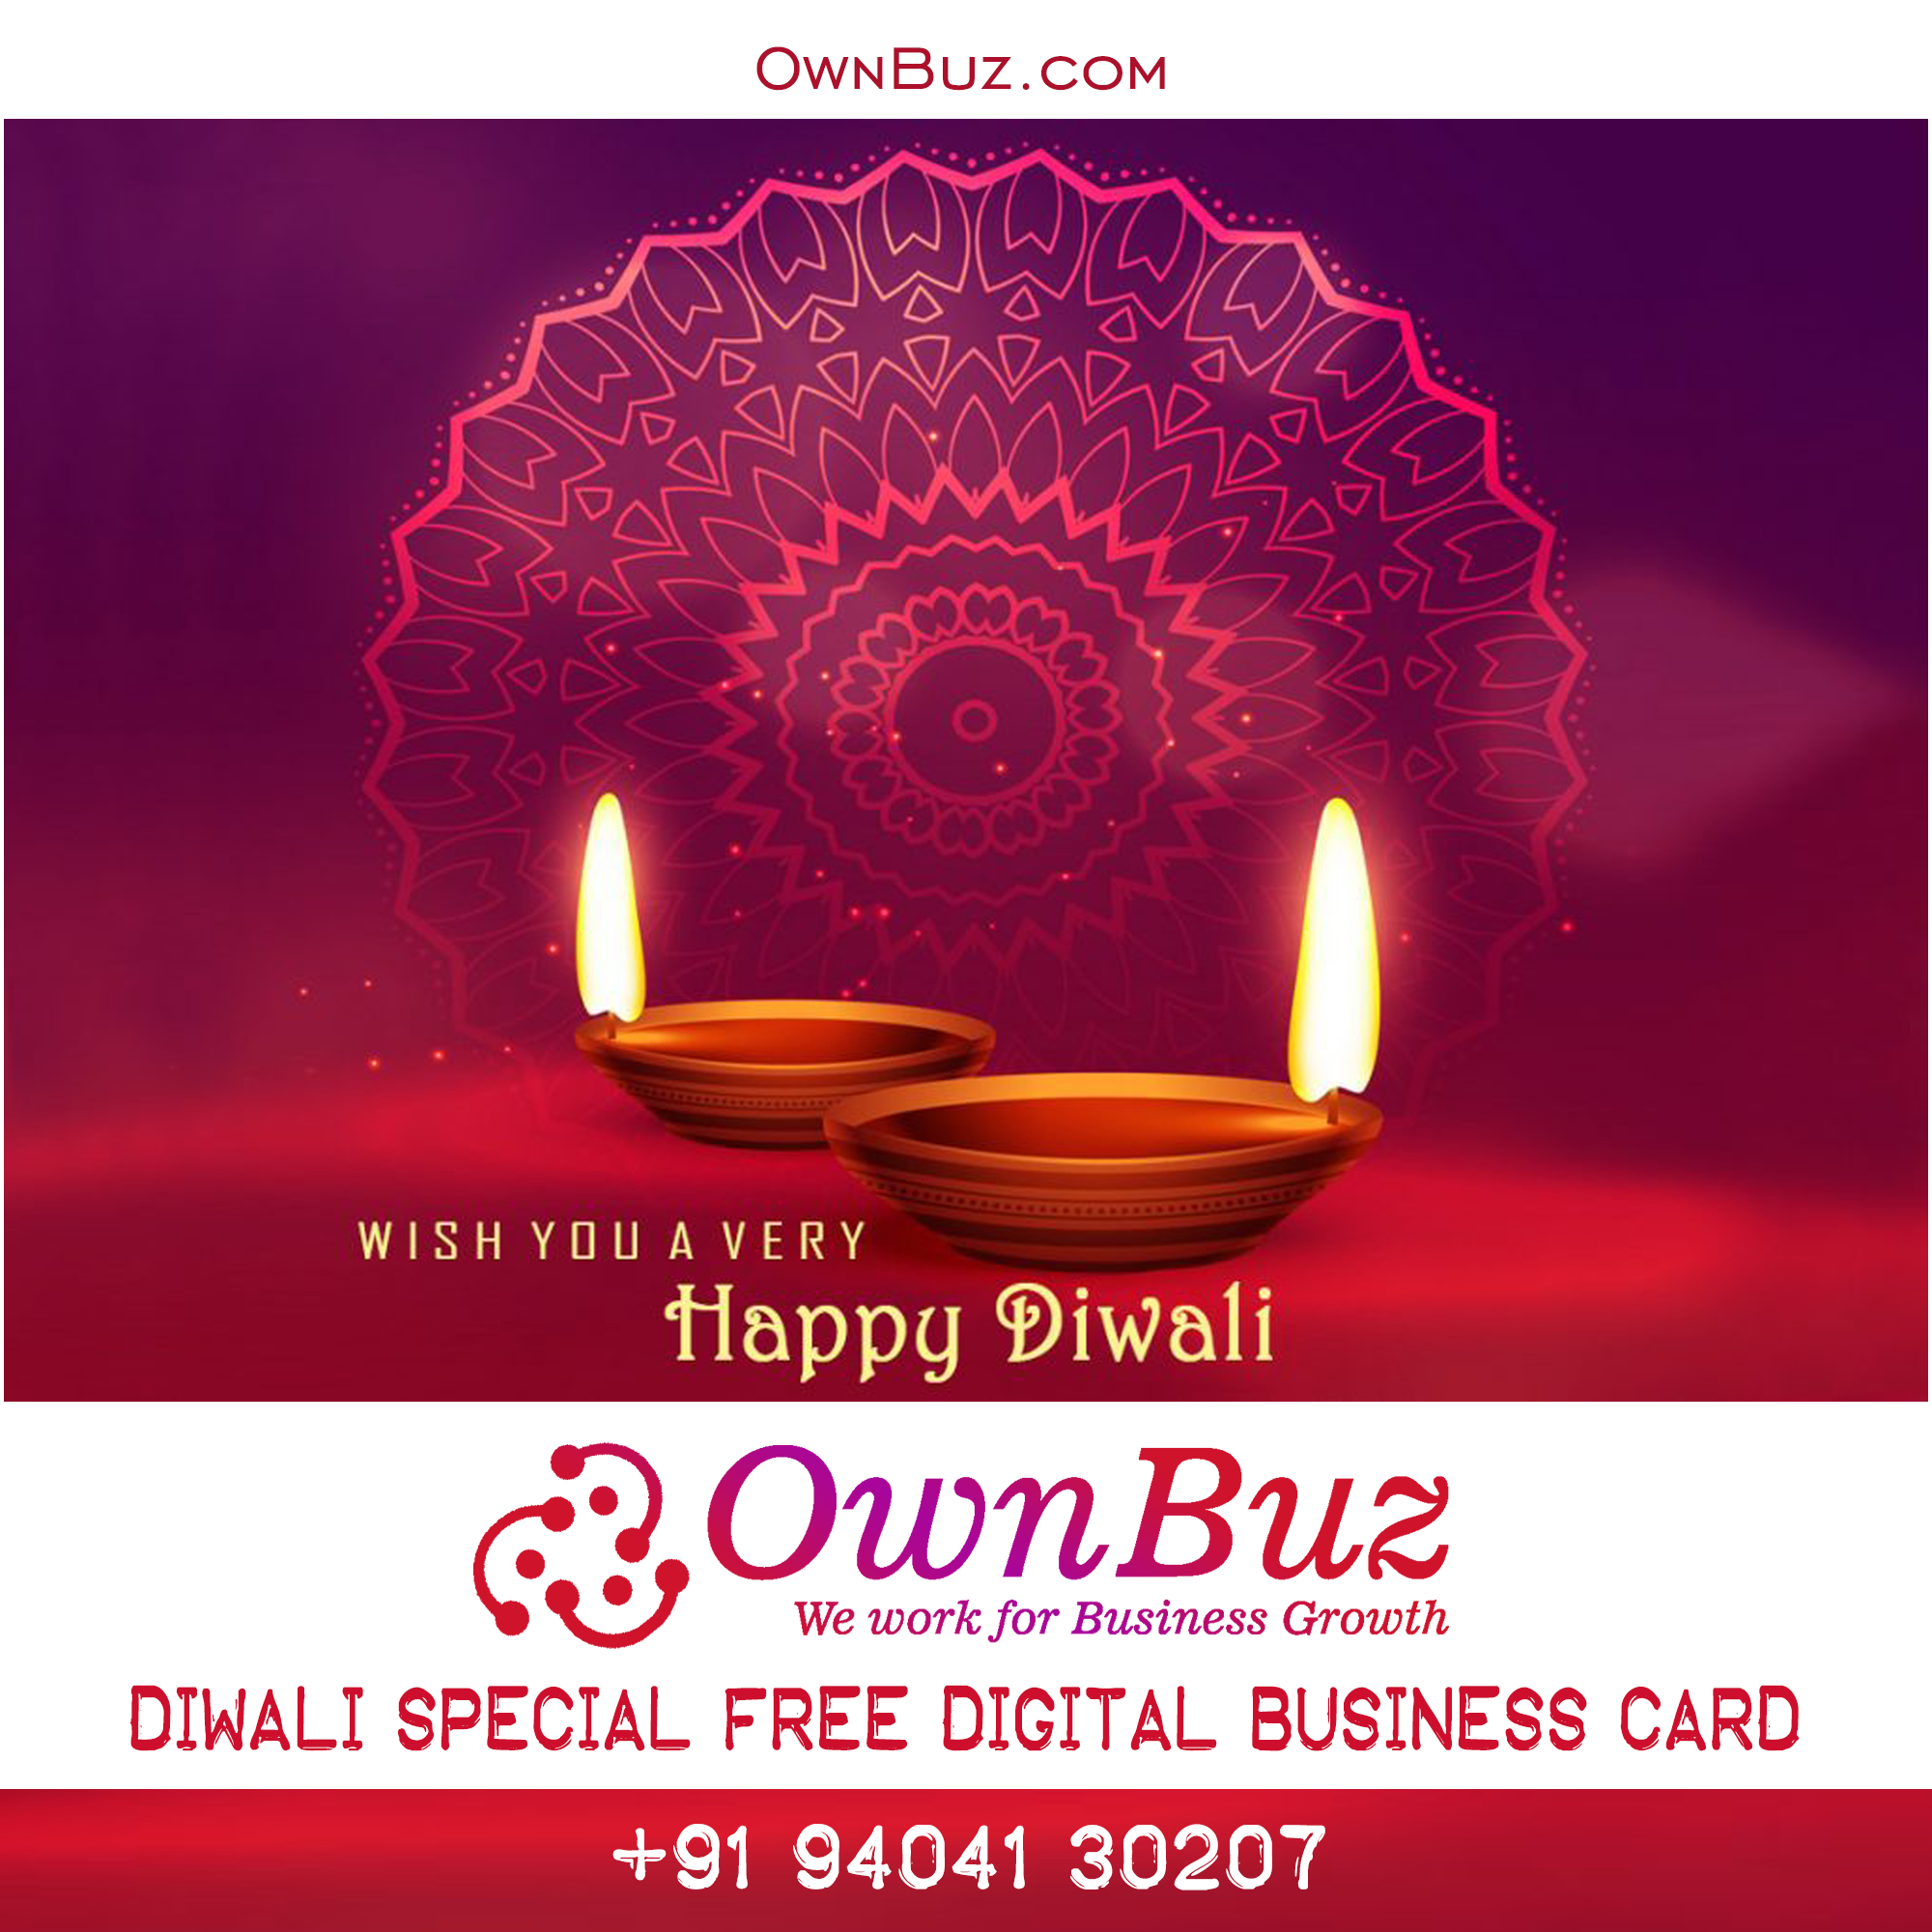 OwnBuz.com
WISH YOU A VERY
Happy Diwali
OwnBuz
We work for Business Growth
DIWALI SPECIAL FREE DIGITAL BUSINESS CARD
+91 94041 30207